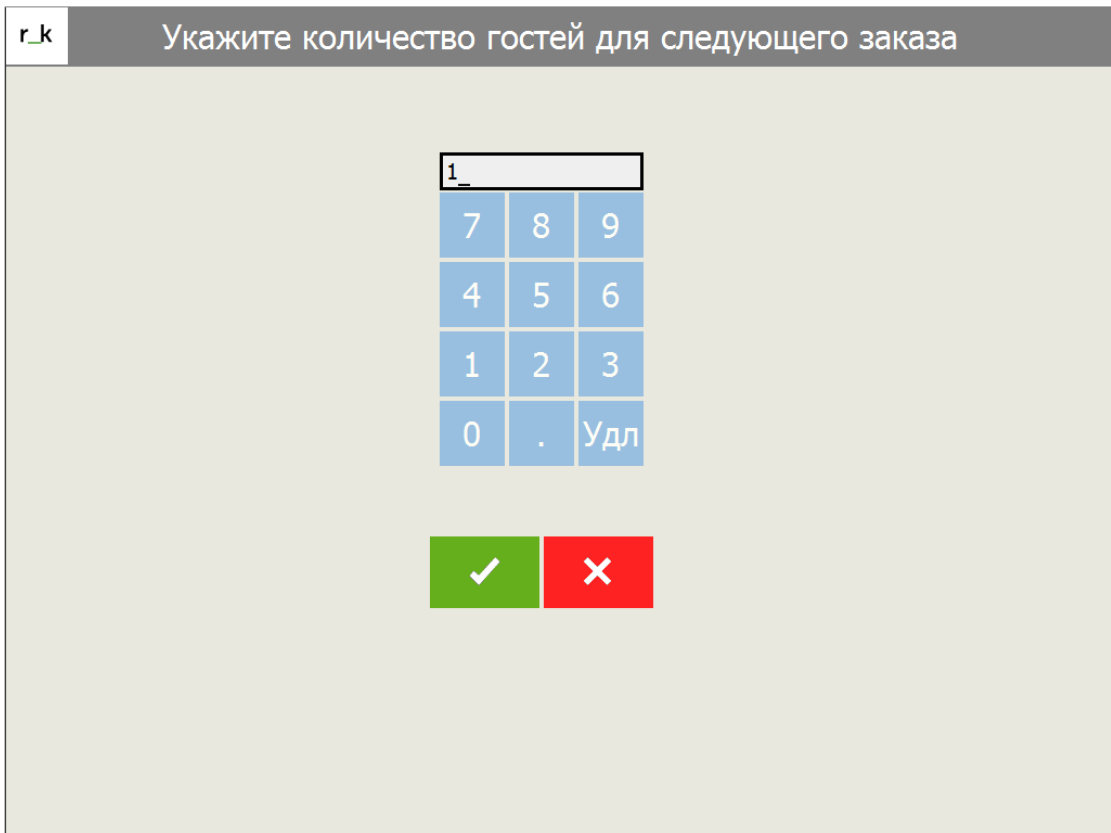 r_k
Укажите количество гостей для следующего заказа
1_
7 8 9
4 5 6
1 2 3
0 . Удл